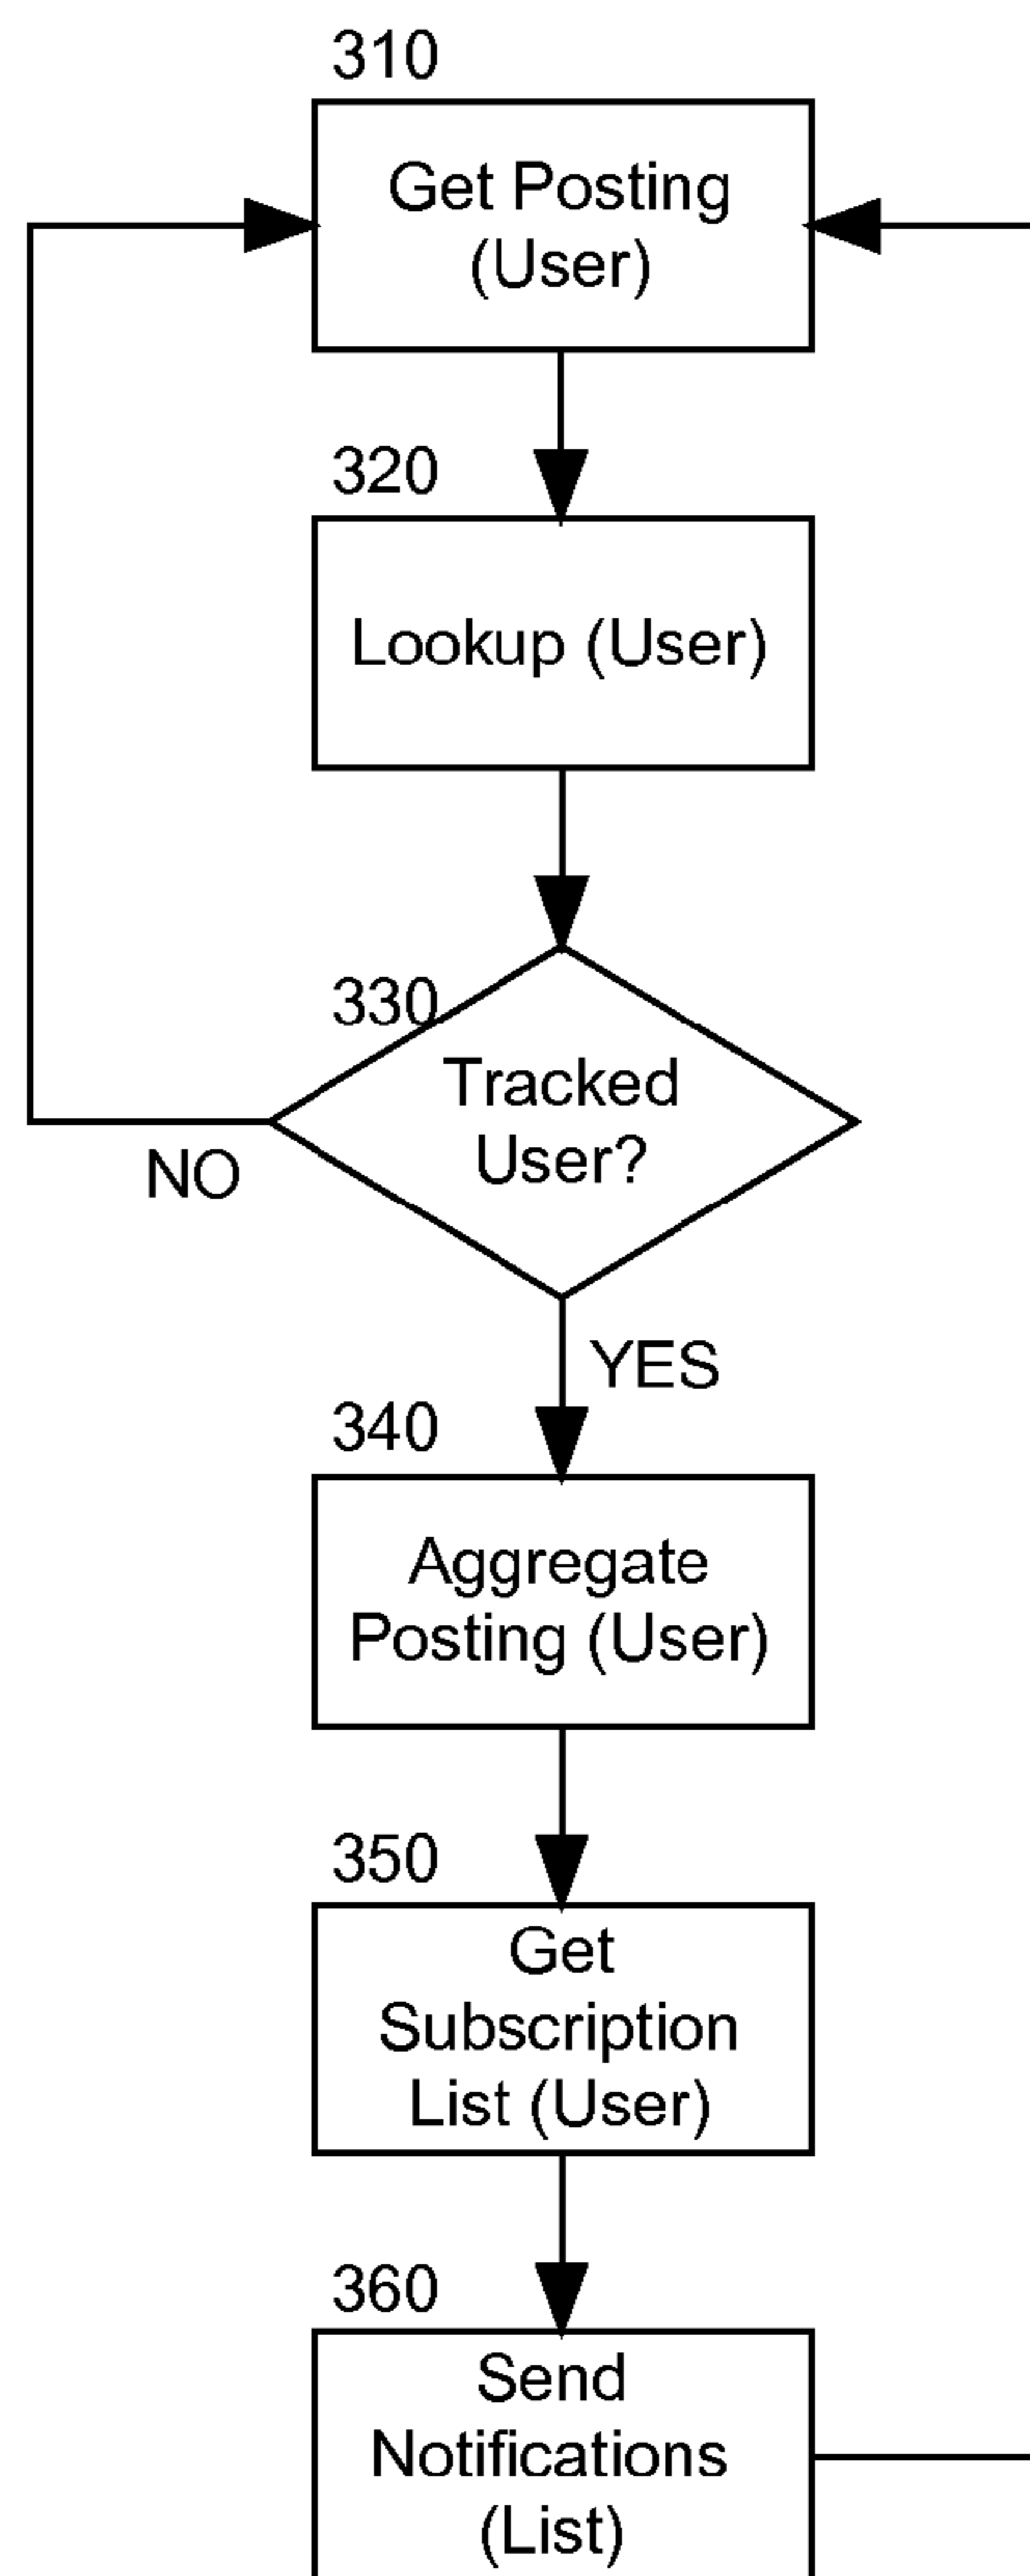 310
Get Posting
(User)
320
Lookup (User)
330
Tracked
User?
NO
YES
340
Aggregate
Posting (User)
350
Get
Subscription
List (User)
360
Send
Notifications
(List)